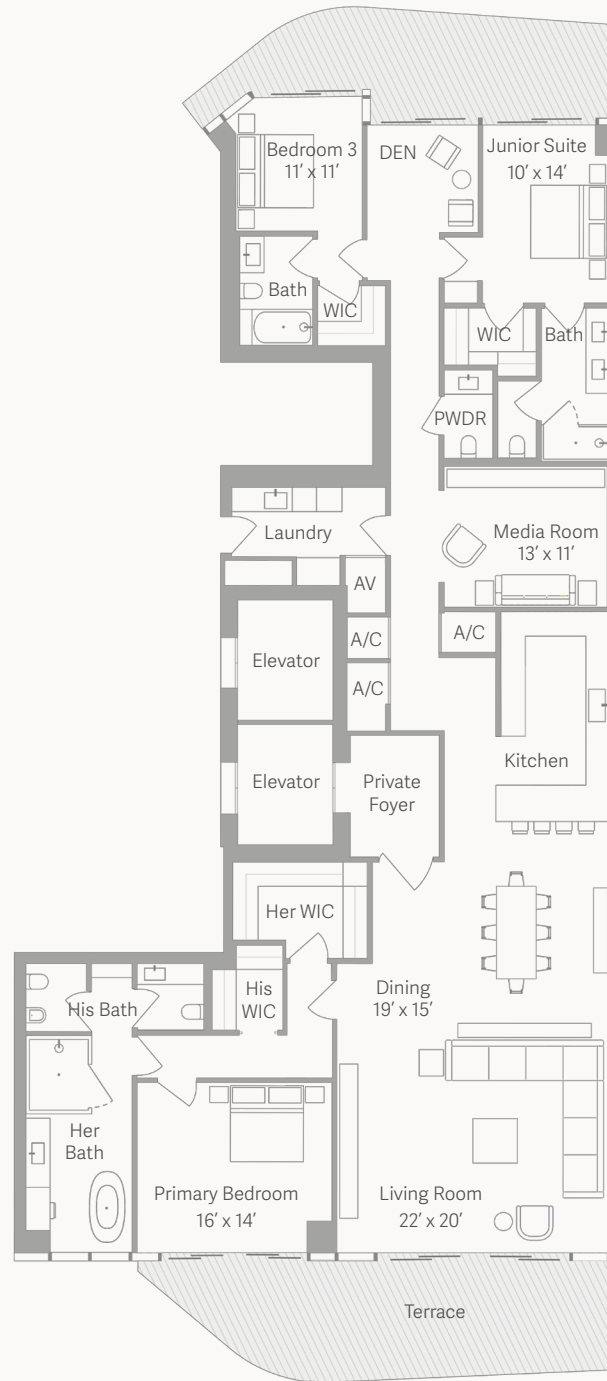 Bedroom 3
11′ x 11′
DEN
Junior Suite
10′ x 14′
Bath
WIC
WIC
Bath
PWDR
Laundry
Media Room
13′ x 11′
AV
A/C
A/C
A/C
Elevator
Elevator
Private
Foyer
Kitchen
Her WIC
His
WIC
Dining
19′ x 15′
His Bath
Her
Bath
Primary Bedroom
16′ x 14′
Living Room
22′ x 20′
Terrace